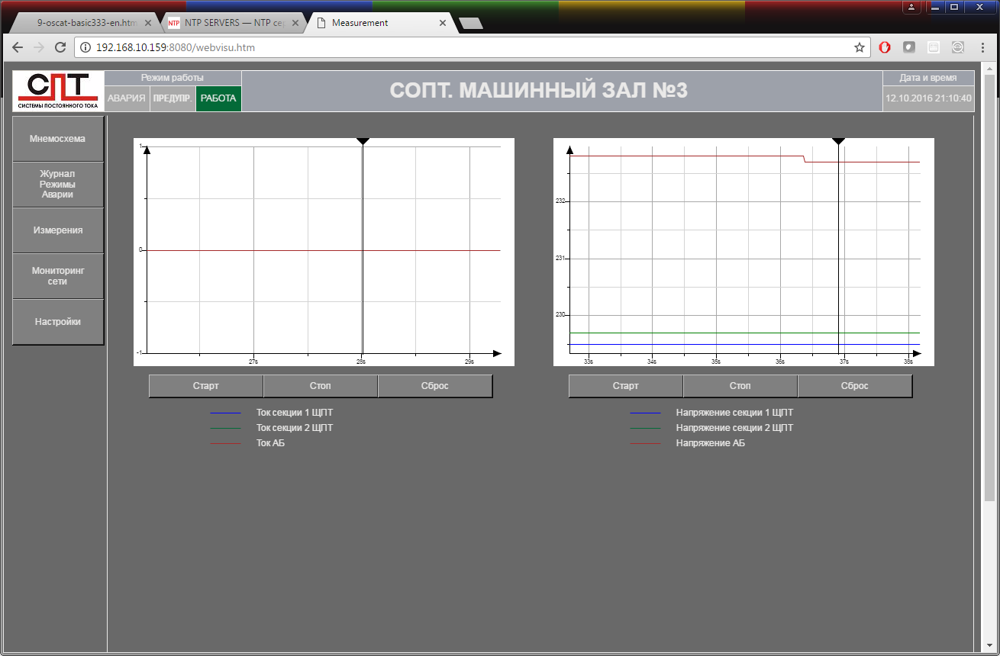 9-oscat-basic333-en.htm
NTP NTP SERVERS — NTP се
Measurement
192.168.10.159:8080/webvisu.htm
СПТ
СИСТЕМЫ ПОСТОЯННОГО ТОКА
Режим работы
АВАРИЯ ПРЕДУПР. РАБОТА
СОПТ. МАШИННЫЙ ЗАЛ №3
Дата и время
12.10.2016 21:10:40
Мнемосхема
Журнал
Режимы
Аварии
Измерения
Мониторинг
сети
Настройки
1
0
-1
27s 28s 29s
Старт Стоп Сброс
Ток секции 1 ЩПТ
Ток секции 2 ЩПТ
Ток АБ
232
231
230
33s 34s 35s 36s 37s 38s
Старт Стоп Сброс
Напряжение секции 1 ЩПТ
Напряжение секции 2 ЩПТ
Напряжение АБ